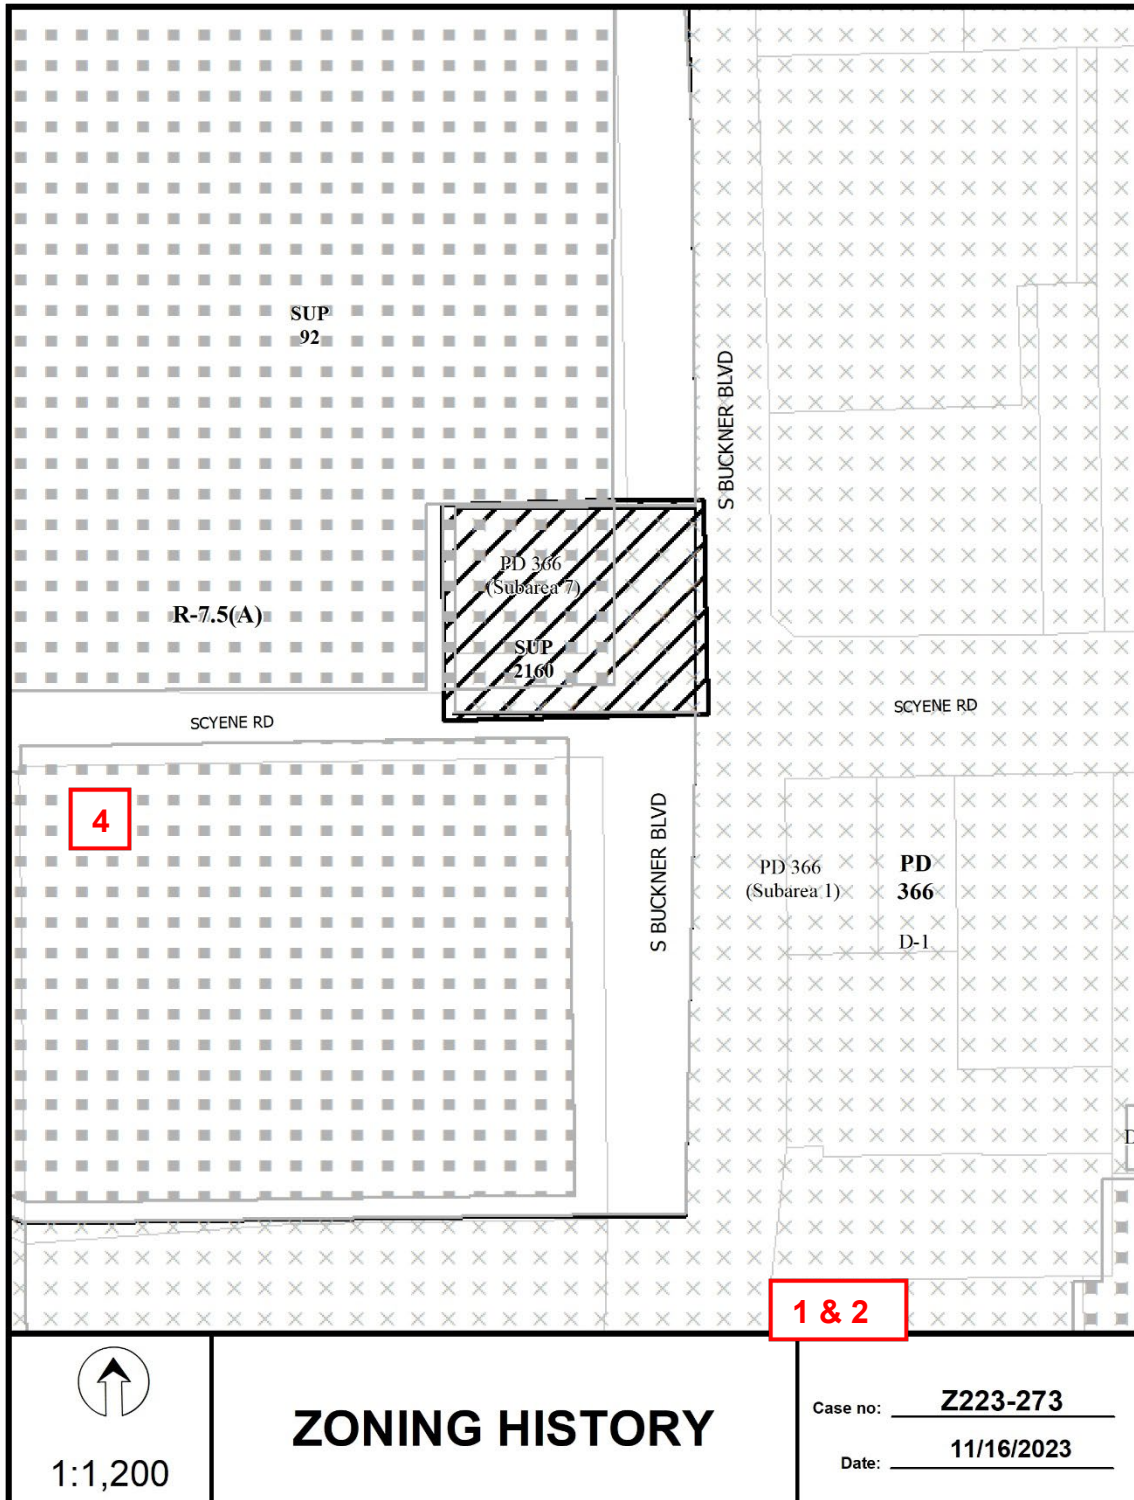 SUP
92
S BUCKNER BLVD
PD 366
(Subarea 7)
R-7.5(A)
SUP
2160
SCYENE RD
SCYENE RD
4
S BUCKNER BLVD
PD 366
(Subarea 1)
PD
366
D-1
1 & 2
1:1,200
ZONING HISTORY
Case no: Z223-273
Date: 11/16/2023